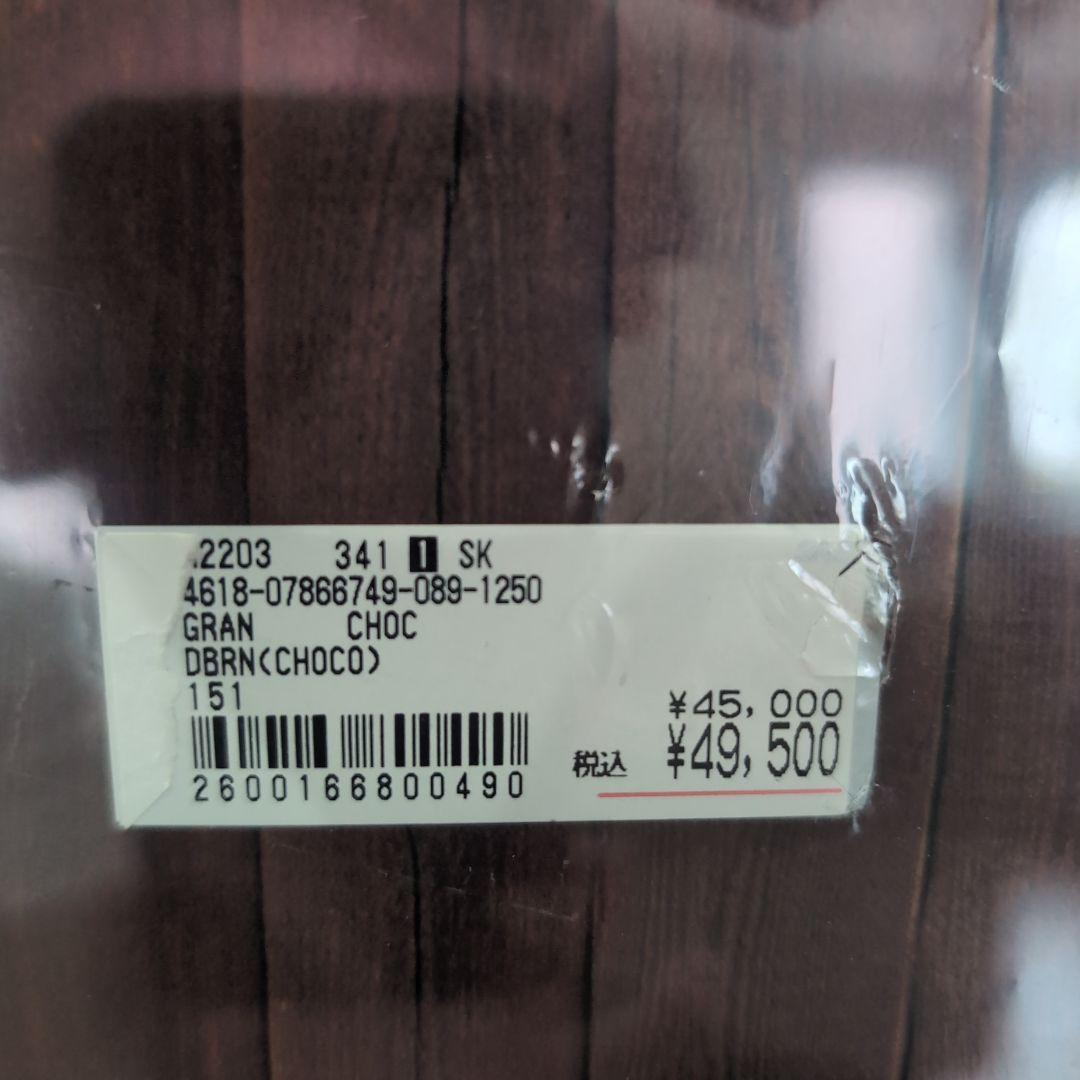 2203 341 1 SK
4618-07866749-089-1250
GRAN CHOC
DBRN(CHOCO)
151
¥45,000
税込 ¥49,500
2600166800490